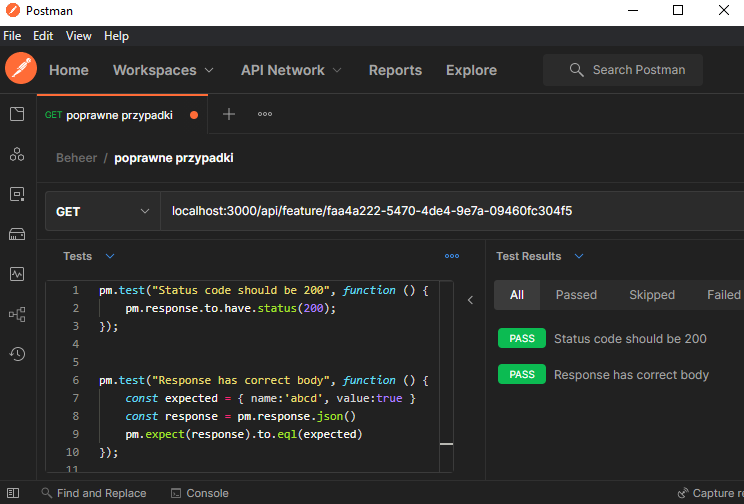 Postman
File Edit View Help
Home Workspaces API Network Reports Explore Search Postman
GET poprawne przypadki
Beheer / poprawne przypadki
GET localhost:3000/api/feature/faa4a222-5470-4de4-9e7a-09460fc304f5
Tests
1 pm.test("Status code should be 200", function () {
2 pm.response.to.have.status(200);
3 });
4
5
6 pm.test("Response has correct body", function () {
7 const expected = { name:'abcd', value:true }
8 const response = pm.response.json()
9 pm.expect(response).to.eql(expected)
10 });
11
Test Results
All Passed Skipped Failed
PASS Status code should be 200
PASS Response has correct body
Find and Replace Console Capture re